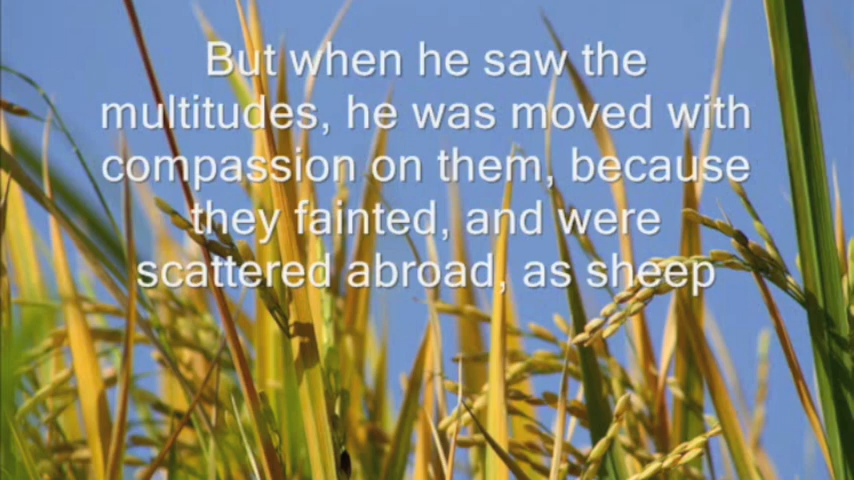 But when he saw the
multitudes, he was moved with
compassion on them, because
they fainted, and were
scattered abroad, as sheep